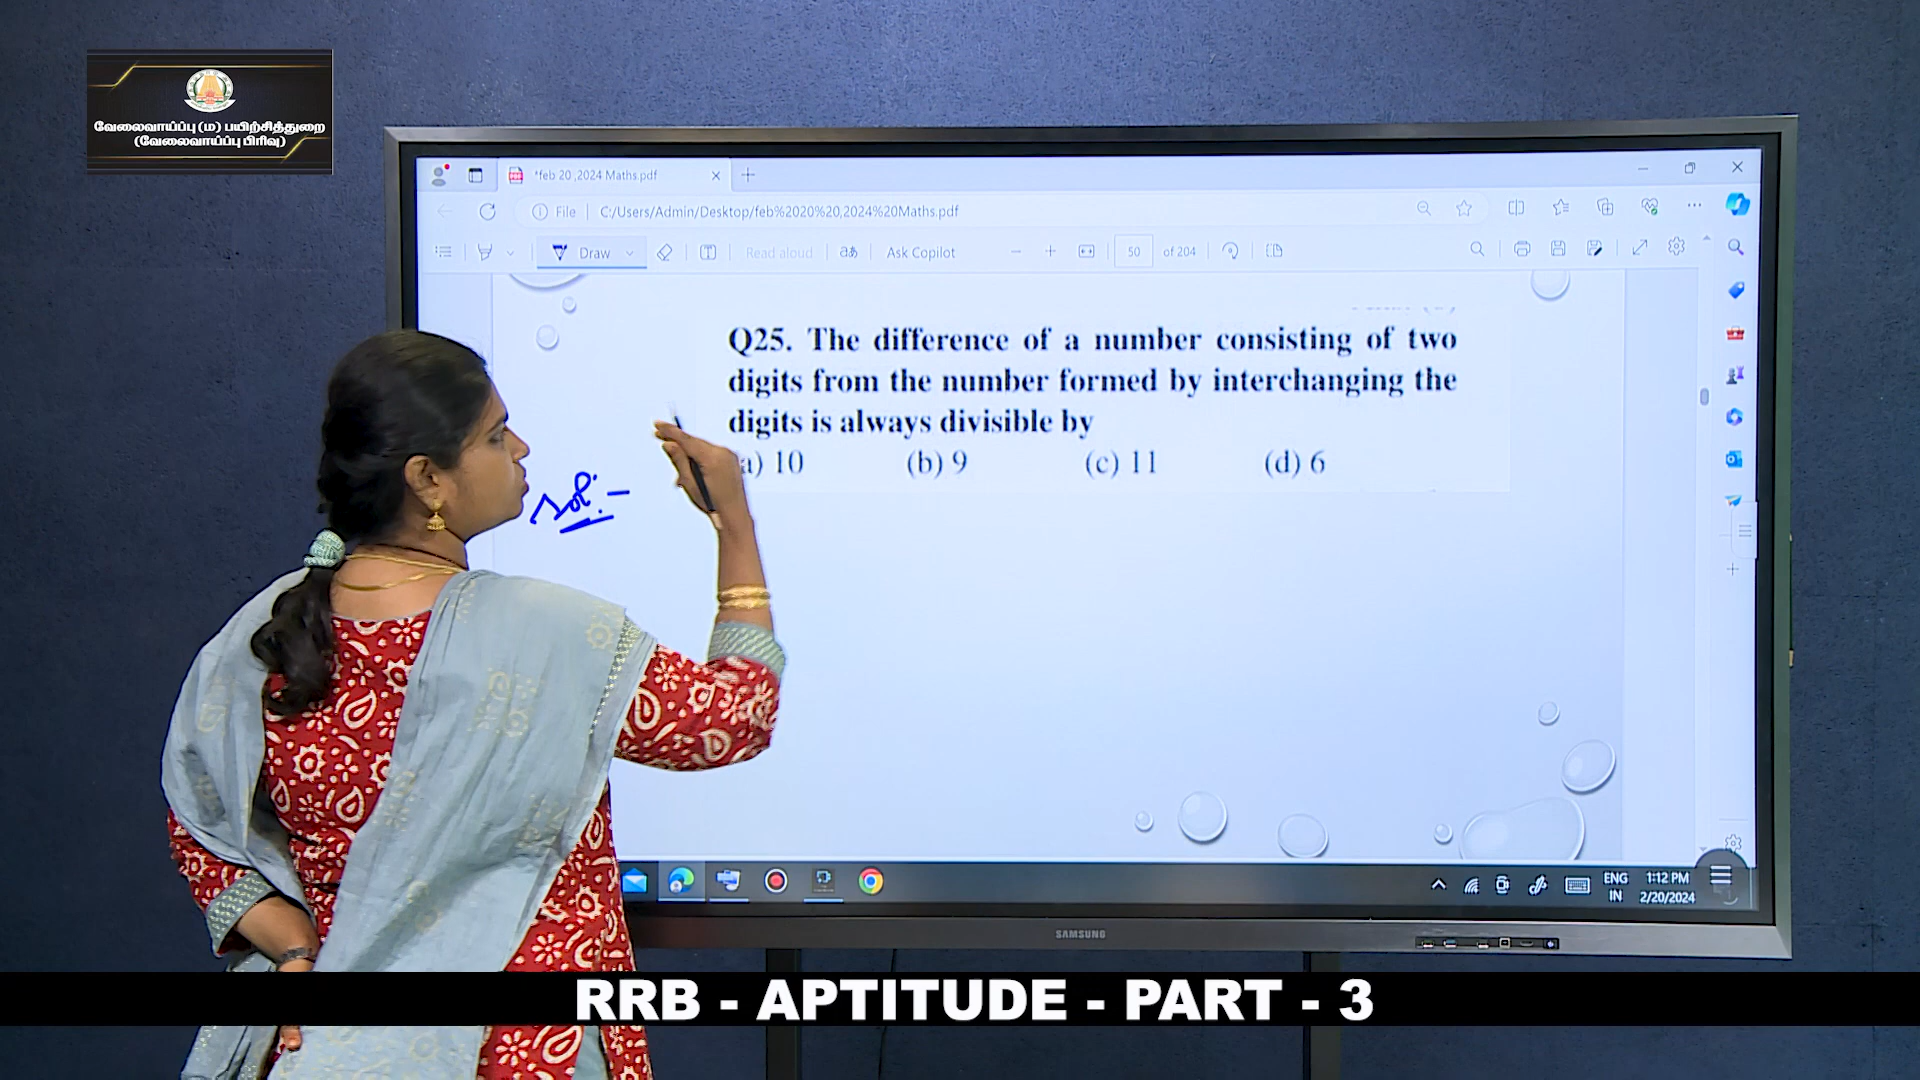 வேலைவாய்ப்பு (ம) பயிற்சித்துறை
(வேலைவாய்ப்பு பிரிவு)
*feb 20 ,2024 Maths.pdf
File C:/Users/Admin/Desktop/feb%2020%20,2024%20Maths.pdf
Draw Read aloud aあ Ask Copilot 50 of 204
Q25. The difference of a number consisting of two
digits from the number formed by interchanging the
digits is always divisible by
a) 10 (b) 9 (c) 11 (d) 6
Sol:-
ENG 1:12 PM
IN 2/20/2024
SAMSUNG
RRB - APTITUDE - PART - 3